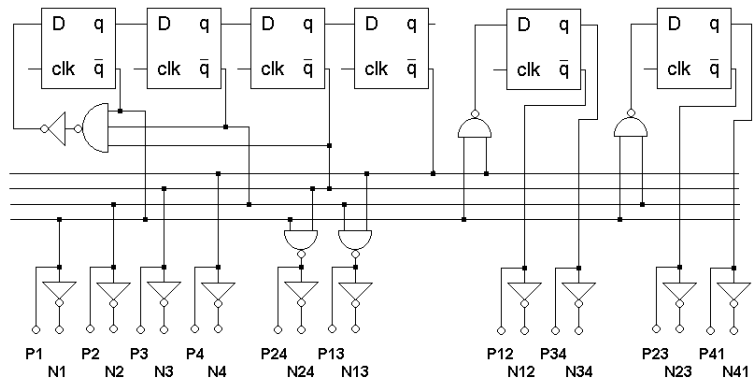 D q D q D q D q D q D q
clk q̅ clk q̅ clk q̅ clk q̅ clk q̅ clk q̅
P1 P2 P3 P4 P24 P13 P12 P34 P23 P41
N1 N2 N3 N4 N24 N13 N12 N34 N23 N41